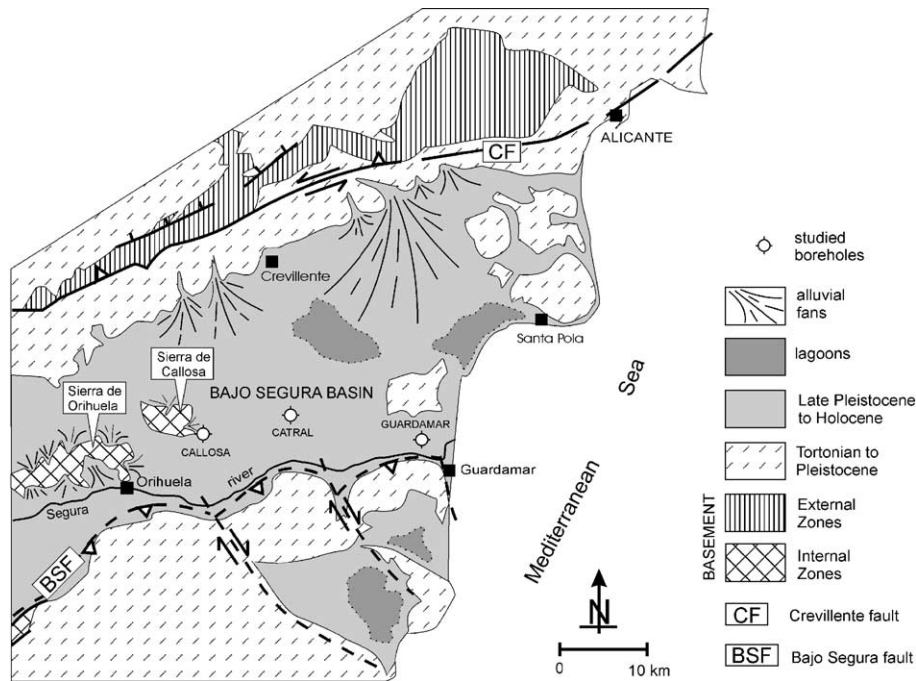 ALICANTE
CF
Crevillente
Santa Pola
Sierra de
Callosa
Sierra de
Orihuela
BAJO SEGURA BASIN
CATRAL
GUARDAMAR
CALLOSA
Orihuela
Guardamar
Segura
river
BSF
Mediterranean
Sea
N
0
10 km
studied
boreholes
alluvial
fans
lagoons
Late Pleistocene
to Holocene
Tortonian to
Pleistocene
BASEMENT
External
Zones
Internal
Zones
CF
Crevillente fault
BSF
Bajo Segura fault